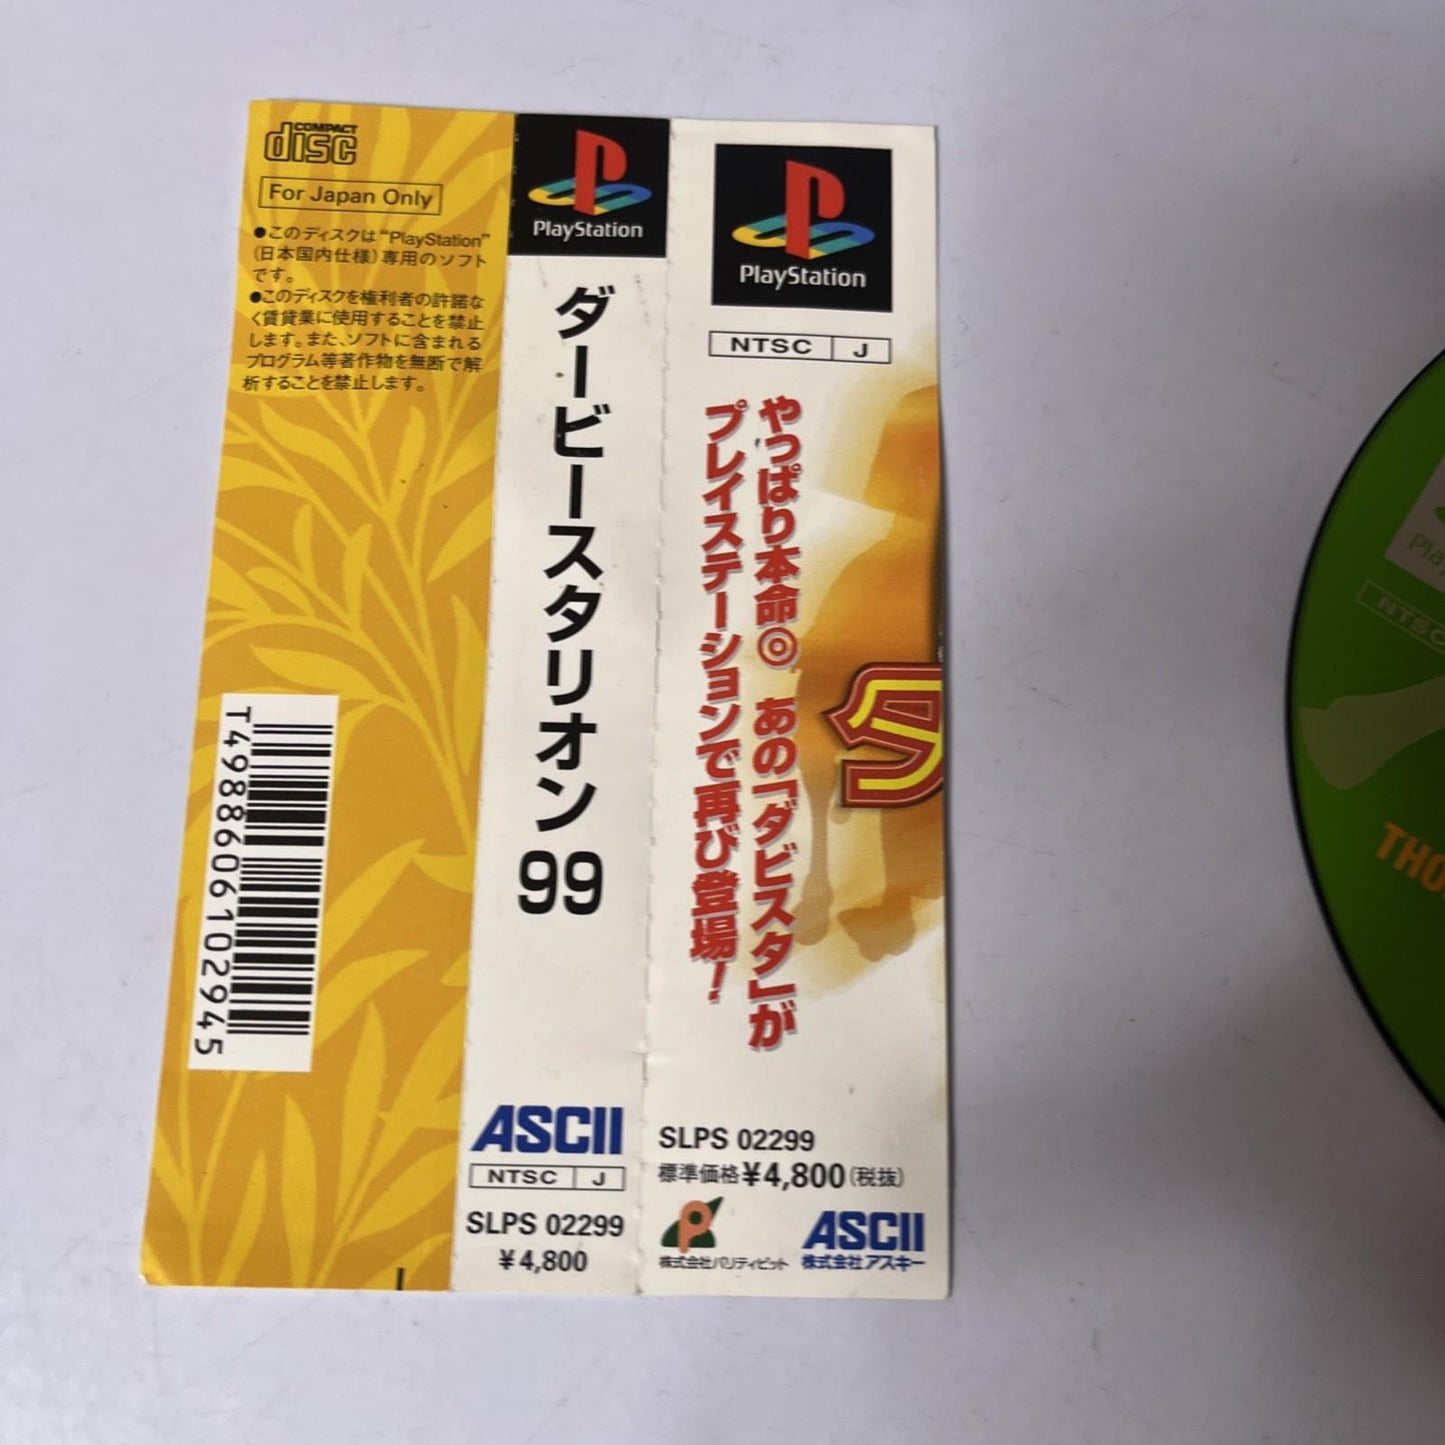 COMPACT
disc
For Japan Only
●このディスクは“PlayStation”
(日本国内仕様)専用のソフト
です。
●このディスクを権利者の許諾な
く賃貸業に使用することを禁止
します。また、ソフトに含まれる
プログラム等著作物を無断で解
析することを禁止します。
T4988606102945
PlayStation
ダービースタリオン99
ASCII
NTSC J
SLPS 02299
¥4,800
PlayStation
NTSC J
やっぱり本命◎ あの「ダビスタ」が
プレイステーションで再び登場!
ダ
SLPS 02299
標準価格¥4,800(税抜)
株式会社パリティビット
ASCII
株式会社アスキー
Play
NTSC
THO